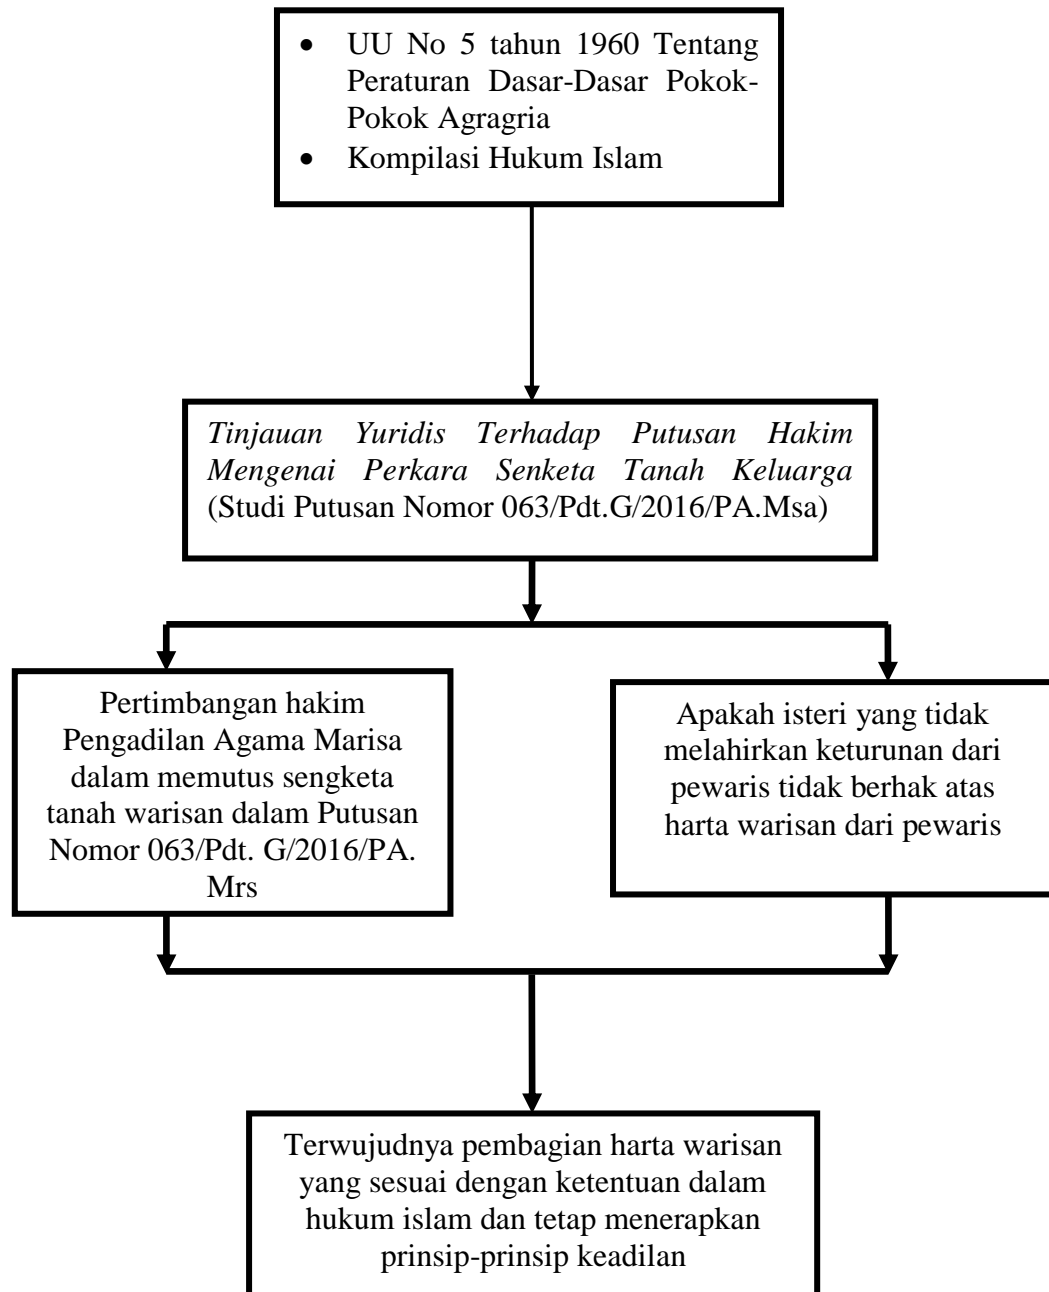 • UU No 5 tahun 1960 Tentang
Peraturan Dasar-Dasar Pokok-
Pokok Agragria
• Kompilasi Hukum Islam
Tinjauan Yuridis Terhadap Putusan Hakim
Mengenai Perkara Senketa Tanah Keluarga
(Studi Putusan Nomor 063/Pdt.G/2016/PA.Msa)
Pertimbangan hakim
Pengadilan Agama Marisa
dalam memutus sengketa
tanah warisan dalam Putusan
Nomor 063/Pdt. G/2016/PA.
Mrs
Apakah isteri yang tidak
melahirkan keturunan dari
pewaris tidak berhak atas
harta warisan dari pewaris
Terwujudnya pembagian harta warisan
yang sesuai dengan ketentuan dalam
hukum islam dan tetap menerapkan
prinsip-prinsip keadilan